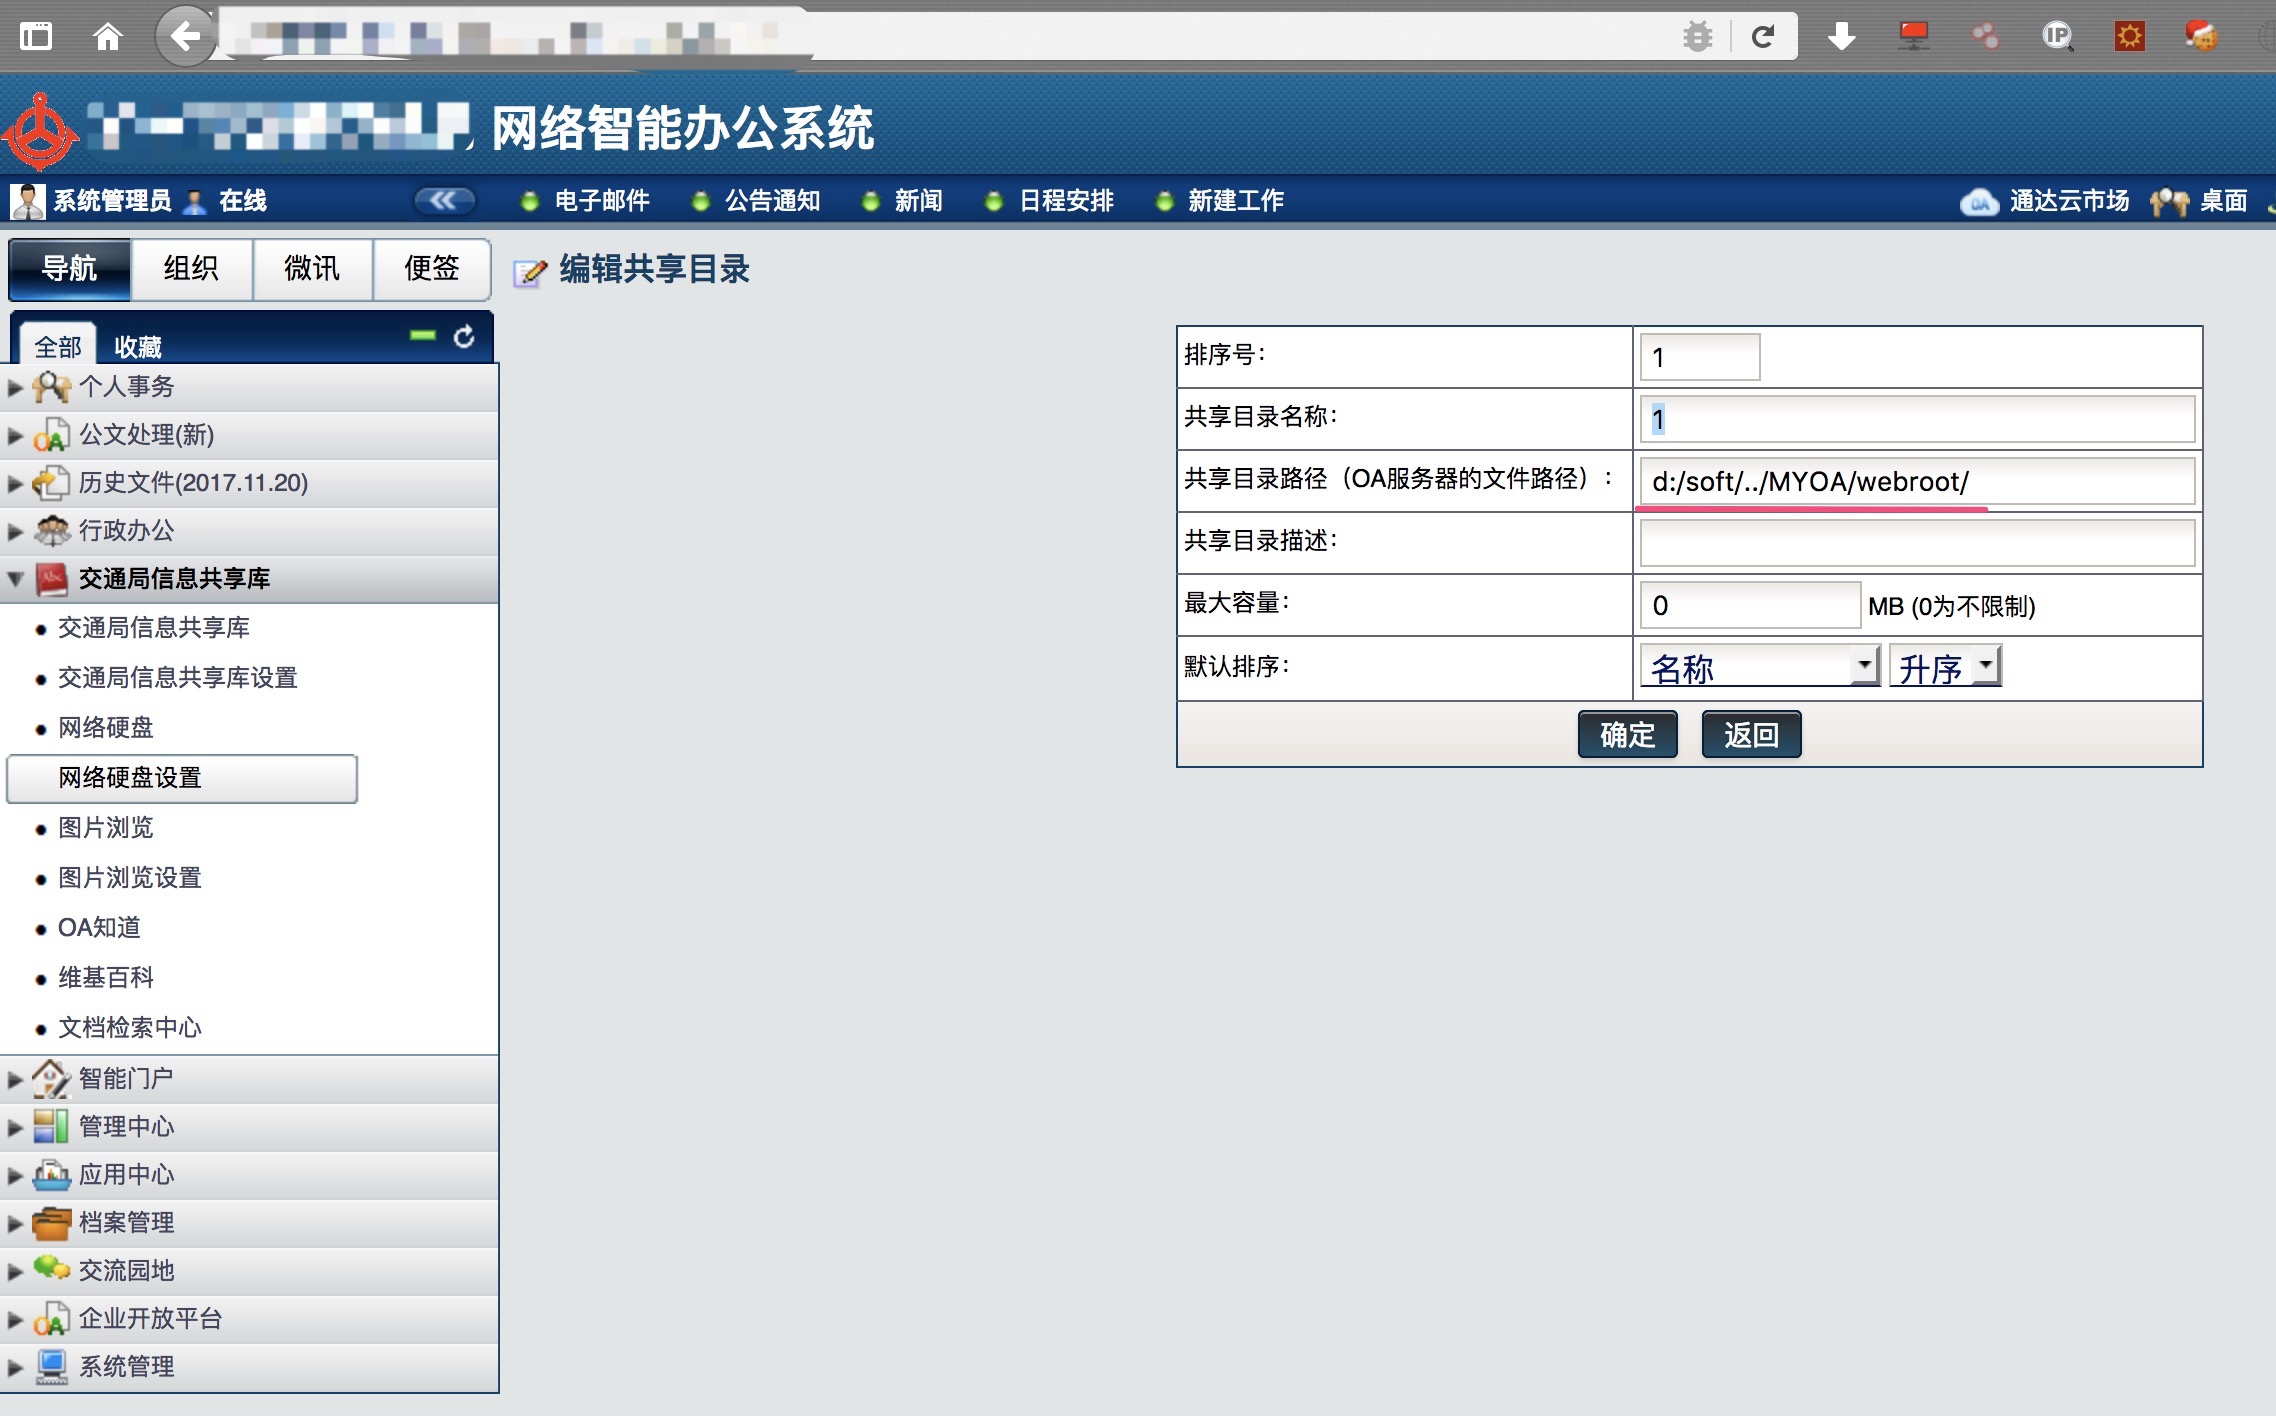 网络智能办公系统
系统管理员 在线 电子邮件 公告通知 新闻 日程安排 新建工作 通达云市场 桌面
导航 组织 微讯 便签
编辑共享目录
全部 收藏
个人事务
公文处理(新)
历史文件(2017.11.20)
行政办公
交通局信息共享库
交通局信息共享库
交通局信息共享库设置
网络硬盘
网络硬盘设置
图片浏览
图片浏览设置
OA知道
维基百科
文档检索中心
智能门户
管理中心
应用中心
档案管理
交流园地
企业开放平台
系统管理
排序号： 1
共享目录名称： 1
共享目录路径（OA服务器的文件路径）： d:/soft/../MYOA/webroot/
共享目录描述：
最大容量： 0 MB (0为不限制)
默认排序： 名称 升序
确定 返回